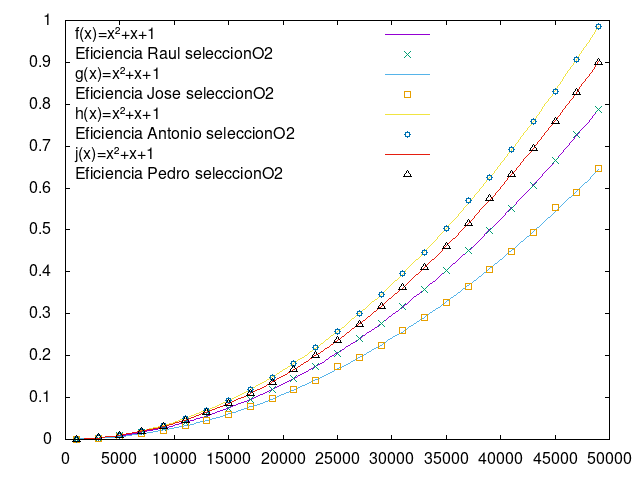 f(x)=x²+x+1
Eficiencia Raul seleccionO2
g(x)=x²+x+1
Eficiencia Jose seleccionO2
h(x)=x²+x+1
Eficiencia Antonio seleccionO2
j(x)=x²+x+1
Eficiencia Pedro seleccionO2
1
0.9
0.8
0.7
0.6
0.5
0.4
0.3
0.2
0.1
0
0 5000 10000 15000 20000 25000 30000 35000 40000 45000 50000